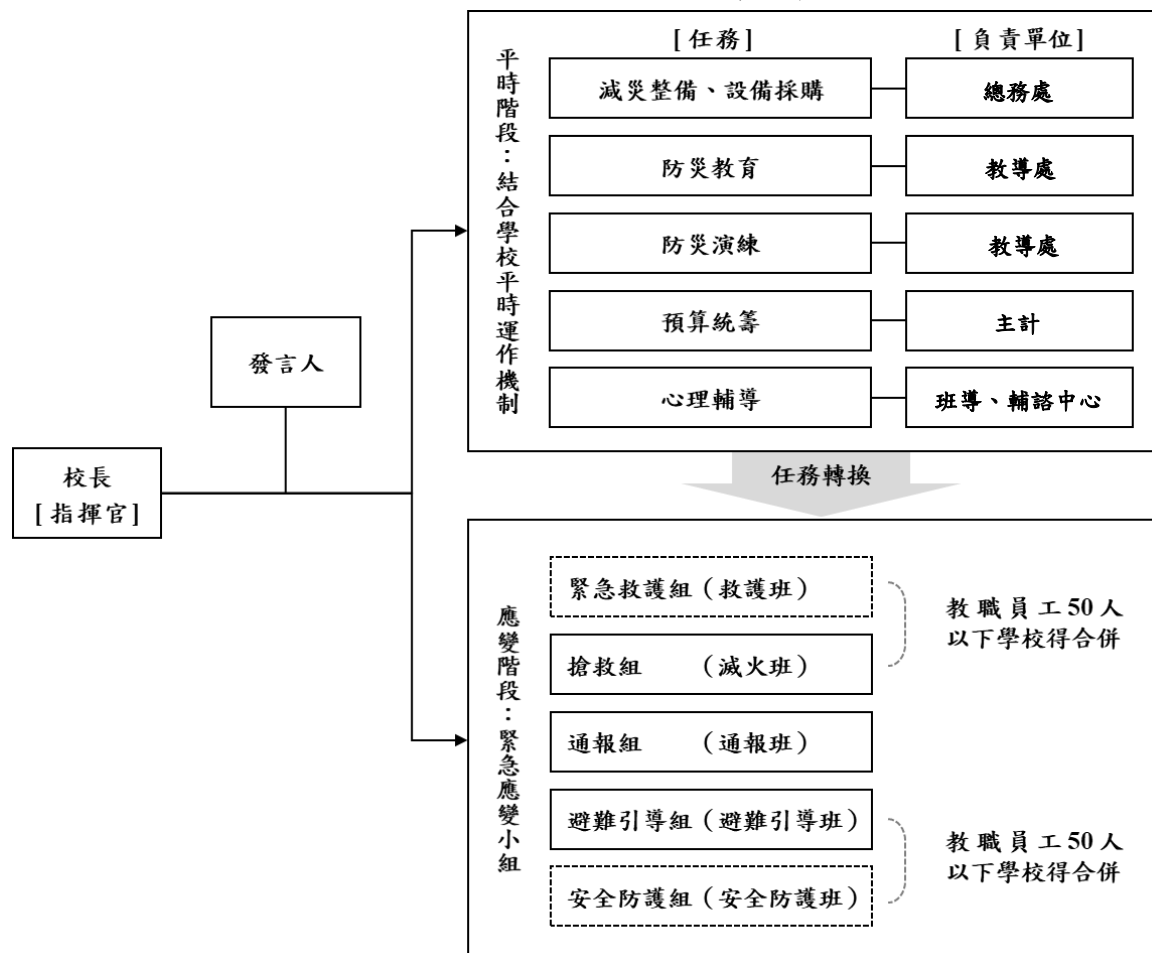 [任務]
[負責單位]
平時階段：結合學校平時運作機制
減災整備、設備採購
總務處
防災教育
教導處
防災演練
教導處
預算統籌
主計
心理輔導
班導、輔諮中心
發言人
校長
[指揮官]
任務轉換
應變階段：緊急應變小組
緊急救護組（救護班）
搶救組　　（滅火班）
教職員工50人
以下學校得合併
通報組　　（通報班）
避難引導組（避難引導班）
安全防護組（安全防護班）
教職員工50人
以下學校得合併